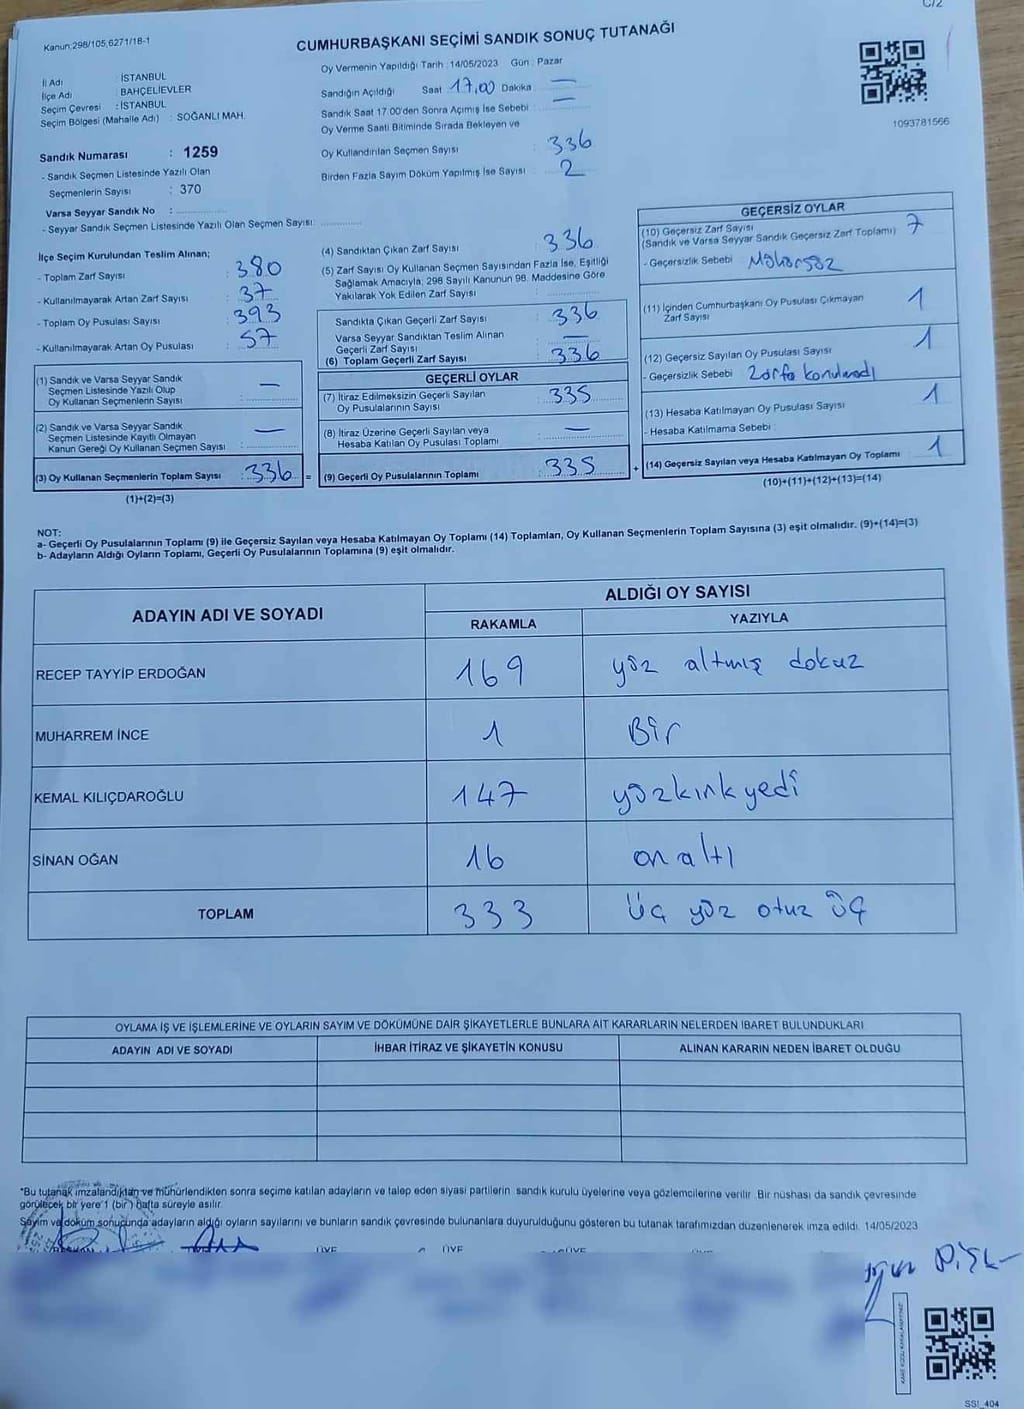 C/2
Kanun:298/105,6271/18-1
CUMHURBAŞKANI SEÇİMİ SANDIK SONUÇ TUTANAĞI
İl Adı : İSTANBUL
İlçe Adı : BAHÇELİEVLER
Seçim Çevresi : İSTANBUL
Seçim Bölgesi (Mahalle Adı) : SOĞANLI MAH.
Sandık Numarası : 1259
- Sandık Seçmen Listesinde Yazılı Olan
Seçmenlerin Sayısı : 370
Varsa Seyyar Sandık No :
- Seyyar Sandık Seçmen Listesinde Yazılı Olan Seçmen Sayısı:
Oy Vermenin Yapıldığı Tarih : 14/05/2023 Gün : Pazar
Sandığın Açıldığı Saat 17,00 Dakika : —
Sandık Saat 17:00'den Sonra Açımış İse Sebebi : —
Oy Verme Saati Bitiminde Sırada Bekleyen ve
Oy Kullandırılan Seçmen Sayısı : 336
Birden Fazla Sayım Döküm Yapılmış İse Sayısı : 2
1093781566
İlçe Seçim Kurulundan Teslim Alınan;
- Toplam Zarf Sayısı : 380
- Kullanılmayarak Artan Zarf Sayısı : 37
- Toplam Oy Pusulası Sayısı : 393
- Kullanılmayarak Artan Oy Pusulası : 57
(1) Sandık ve Varsa Seyyar Sandık
Seçmen Listesinde Yazılı Olup
Oy Kullanan Seçmenlerin Sayısı : —
(2) Sandık ve Varsa Seyyar Sandık
Seçmen Listesinde Kayıtlı Olmayan
Kanun Gereği Oy Kullanan Seçmen Sayısı : —
(3) Oy Kullanan Seçmenlerin Toplam Sayısı : 336 =
(1)+(2)=(3)
(4) Sandıktan Çıkan Zarf Sayısı : 336
(5) Zarf Sayısı Oy Kullanan Seçmen Sayısından Fazla İse, Eşitliği
Sağlamak Amacıyla, 298 Sayılı Kanunun 98. Maddesine Göre
Yakılarak Yok Edilen Zarf Sayısı :
Sandıkta Çıkan Geçerli Zarf Sayısı : 336
Varsa Seyyar Sandıktan Teslim Alınan
Geçerli Zarf Sayısı : —
(6) Toplam Geçerli Zarf Sayısı : 336
GEÇERLİ OYLAR
(7) İtiraz Edilmeksizin Geçerli Sayılan
Oy Pusulalarının Sayısı : 335
(8) İtiraz Üzerine Geçerli Sayılan veya
Hesaba Katılan Oy Pusulası Toplamı : —
(9) Geçerli Oy Pusulalarının Toplamı : 335 +
GEÇERSİZ OYLAR
(10) Geçersiz Zarf Sayısı
(Sandık ve Varsa Seyyar Sandık Geçersiz Zarf Toplamı) : 7
- Geçersizlik Sebebi : Mühürsüz
(11) İçinden Cumhurbaşkanı Oy Pusulası Çıkmayan
Zarf Sayısı 1
(12) Geçersiz Sayılan Oy Pusulası Sayısı 1
- Geçersizlik Sebebi : Zarfa konulmadı
(13) Hesaba Katılmayan Oy Pusulası Sayısı 1
- Hesaba Katılmama Sebebi :
(14) Geçersiz Sayılan veya Hesaba Katılmayan Oy Toplamı 1
(10)+(11)+(12)+(13)=(14)
NOT:
a- Geçerli Oy Pusulalarının Toplamı (9) ile Geçersiz Sayılan veya Hesaba Katılmayan Oy Toplamı (14) Toplamları, Oy Kullanan Seçmenlerin Toplam Sayısına (3) eşit olmalıdır. (9)+(14)=(3)
b- Adayların Aldığı Oyların Toplamı, Geçerli Oy Pusulalarının Toplamına (9) eşit olmalıdır.
ADAYIN ADI VE SOYADI
ALDIĞI OY SAYISI
RAKAMLA YAZIYLA
RECEP TAYYİP ERDOĞAN 169 yüz altmış dokuz
MUHARREM İNCE 1 Bir
KEMAL KILIÇDAROĞLU 147 yüzkırk yedi
SİNAN OĞAN 16 on altı
TOPLAM 333 Üç yüz otuz üç
OYLAMA İŞ VE İŞLEMLERİNE VE OYLARIN SAYIM VE DÖKÜMÜNE DAİR ŞİKAYETLERLE BUNLARA AİT KARARLARIN NELERDEN İBARET BULUNDUKLARI
ADAYIN ADI VE SOYADI İHBAR İTİRAZ VE ŞİKAYETİN KONUSU ALINAN KARARIN NEDEN İBARET OLDUĞU
"Bu tutanak imzalandıktan ve mühürlendikten sonra seçime katılan adayların ve talep eden siyasi partilerin sandık kurulu üyelerine veya gözlemcilerine verilir. Bir nüshası da sandık çevresinde
görülecek bir yere 1 (bir) hafta süreyle asılır.
Sayım ve döküm sonucunda adayların aldığı oyların sayılarını ve bunların sandık çevresinde bulunanlara duyurulduğunu gösteren bu tutanak tarafımızdan düzenlenerek imza edildi. 14/05/2023
ÜYE ÜYE ÜYE
SSI_404